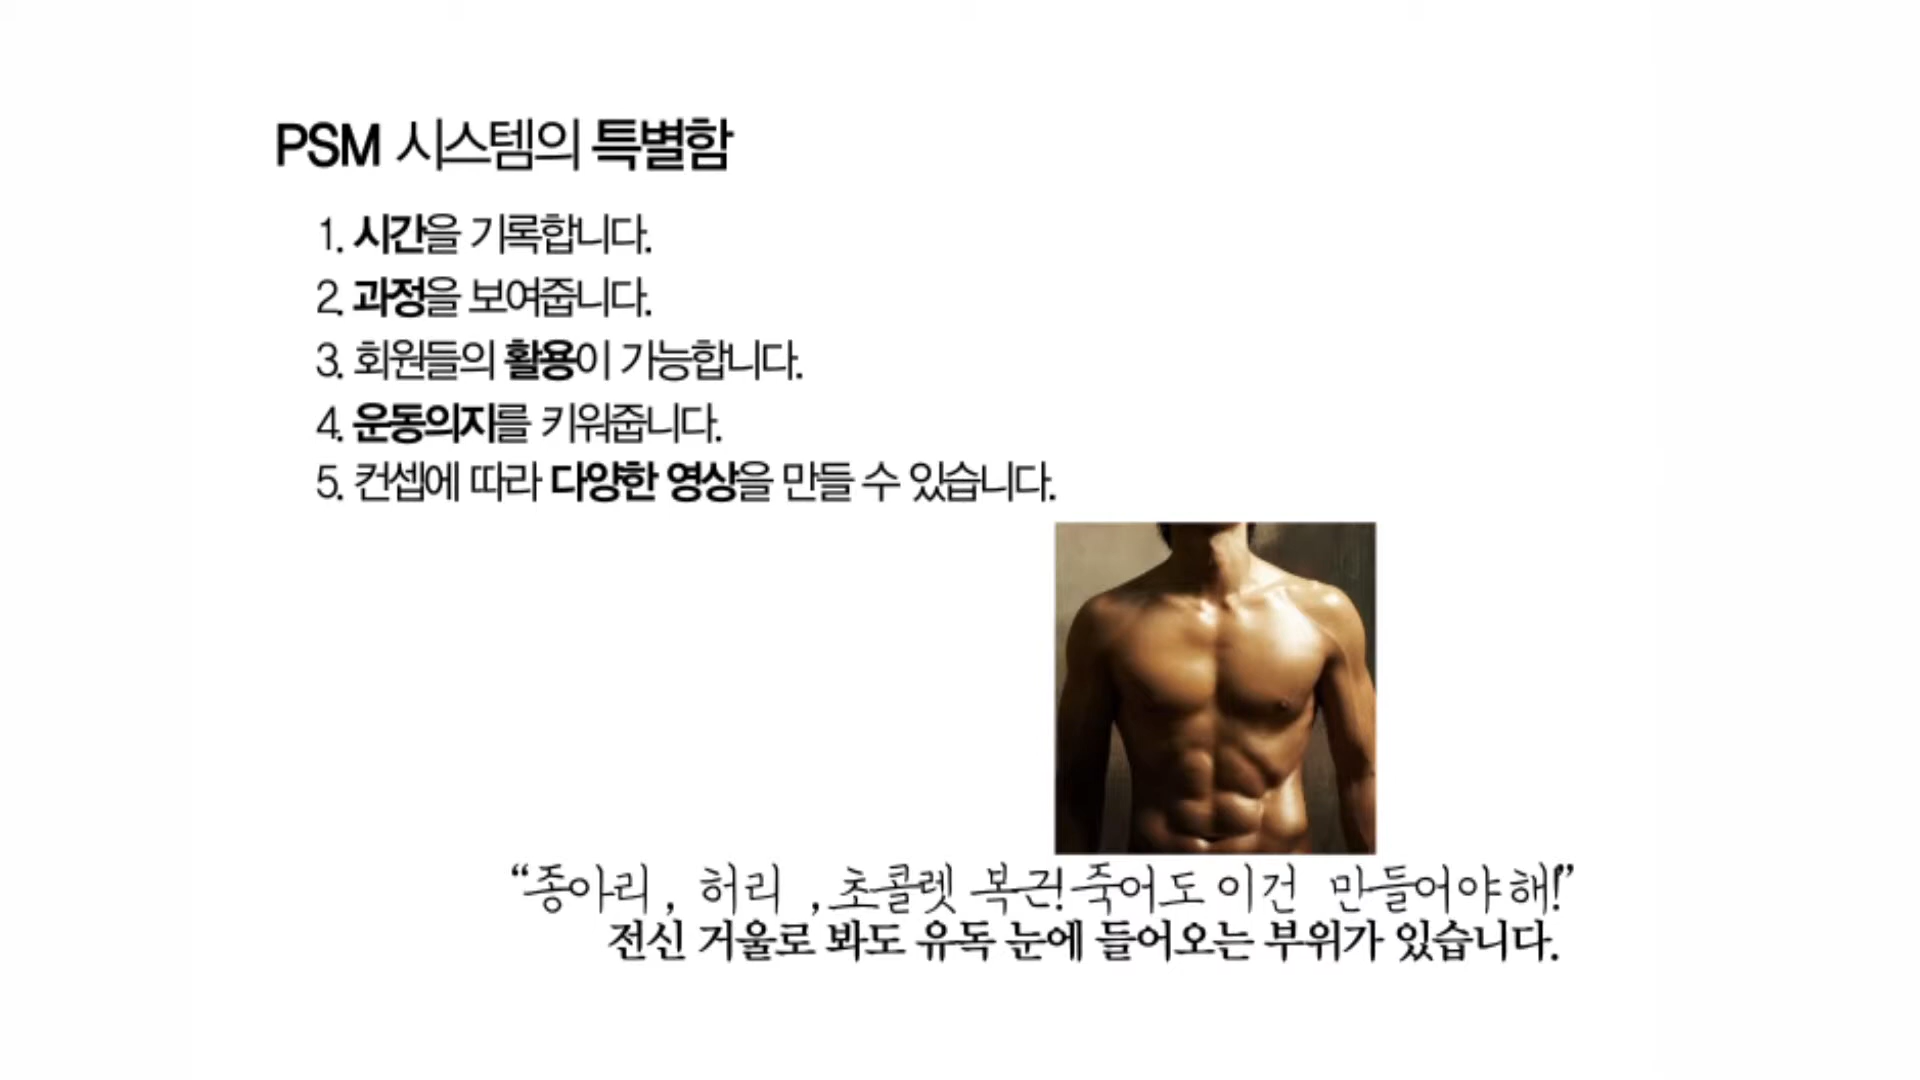 PSM 시스템의 특별함
1. 시간을 기록합니다.
2. 과정을 보여줍니다.
3. 회원들의 활용이 가능합니다.
4. 운동의지를 키워줍니다.
5. 컨셉에 따라 다양한 영상을 만들 수 있습니다.
“종아리 , 허리 ,초콜렛 복근! 죽어도 이건 만들어야 해!”
전신 거울로 봐도 유독 눈에 들어오는 부위가 있습니다.